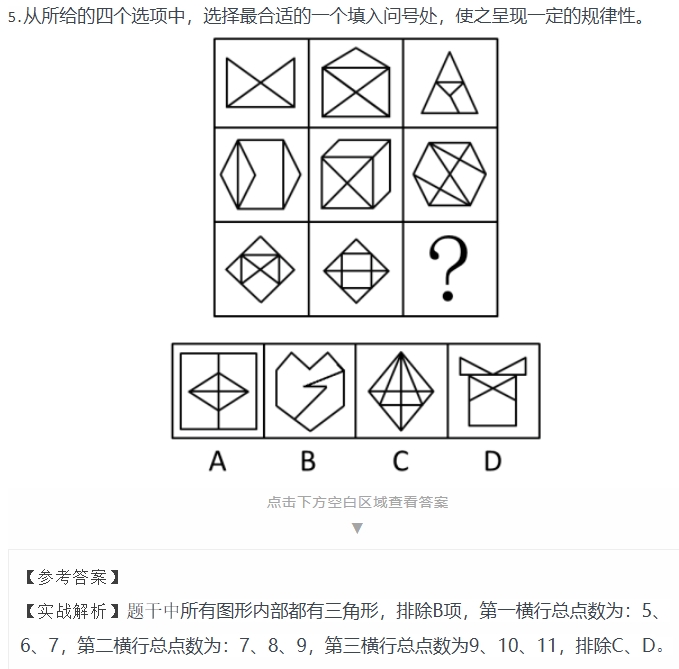 5.从所给的四个选项中，选择最合适的一个填入问号处，使之呈现一定的规律性。
?
A B C D
点击下方空白区域查看答案
▼
【参考答案】
【实战解析】题干中所有图形内部都有三角形，排除B项，第一横行总点数为：5、
6、7，第二横行总点数为：7、8、9，第三横行总点数为9、10、11，排除C、D。